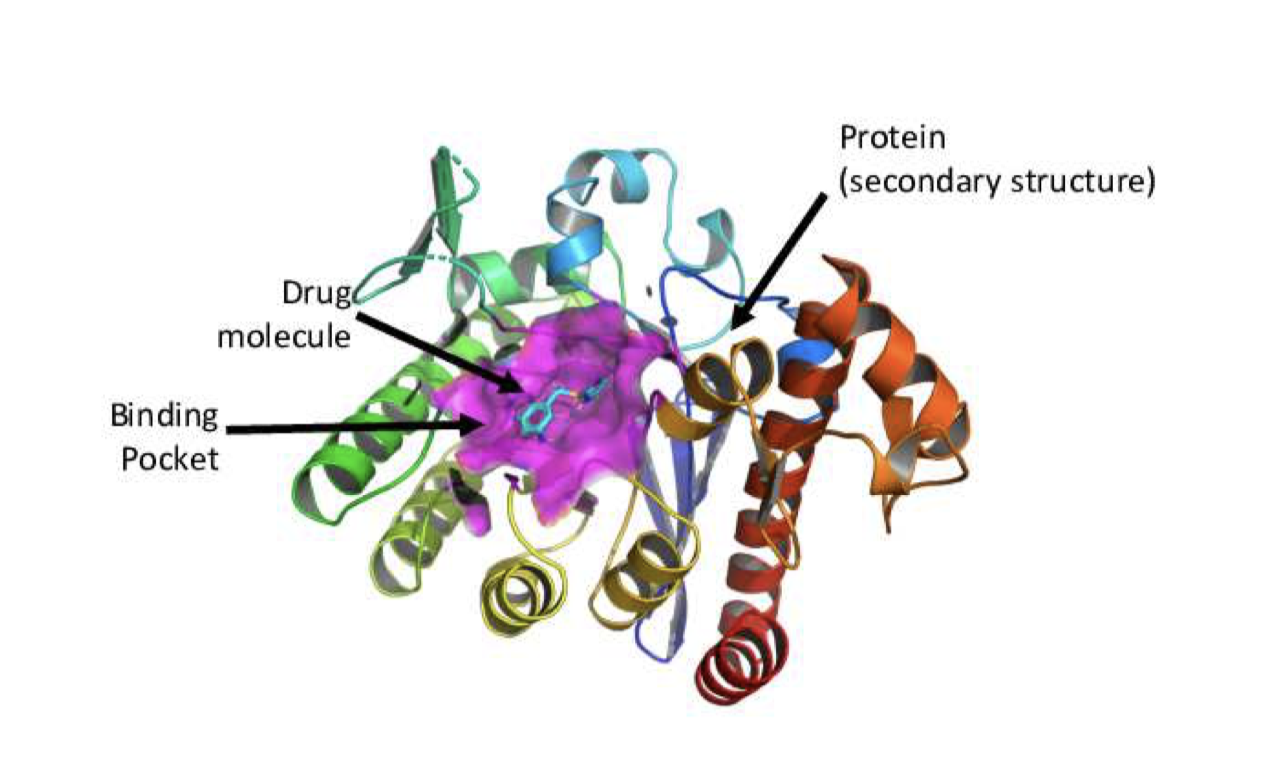 Protein
(secondary structure)
Drug
molecule
Binding
Pocket